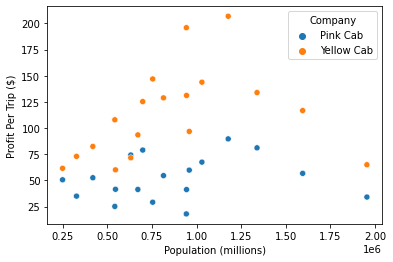 Company
Pink Cab
Yellow Cab
Profit Per Trip ($)
200
175
150
125
100
75
50
25
0.25 0.50 0.75 1.00 1.25 1.50 1.75 2.00
1e6
Population (millions)